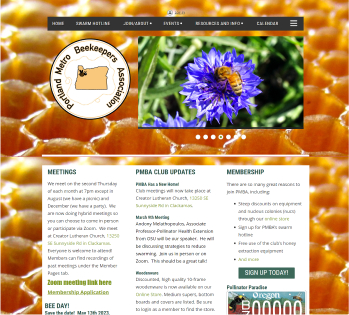 HOME SWARM HOTLINE JOIN/ABOUT EVENTS RESOURCES AND INFO CALENDAR
Portland Metro Beekeepers Association
MEETINGS
We meet on the second Thursday
of each month at 7pm except in
August (we have a picnic) and
December (we have a party). We
are now doing hybrid meetings so
you can choose to come in person
or participate via Zoom. We meet
at Creator Lutheran Church, 13250
SE Sunnyside Rd in Clackamas.
Everyone is welcome to attend!
Members can find recordings of
past meetings under the Member
Pages tab.
Zoom meeting link here
Membership Application
BEE DAY!
Save the date! Mar 13th 2023.
PMBA CLUB UPDATES
PMBA Has a New Home!
Club meetings will now take place at
Creator Lutheran Church, 13250 SE
Sunnyside Rd in Clackamas.
March 9th Meeting
Andony Melathopoulos, Associate
Professor-Pollinator Health Extension
from OSU will be our speaker. He will
be discussing strategies to reduce
swarming. Join us in person or on
Zoom. This should be a great talk!
Woodenware
Discounted, high quality 10-frame
woodenware is now available on our
Online Store. Medium supers, bottom
boards and covers are listed. Be sure
to login as a member to find the store.
MEMBERSHIP
There are so many great reasons to
join PMBA, including:
Steep discounts on equipment
and nucleus colonies (nucs)
through our online store
Sign up for PMBA's swarm
hotline
Free use of the club's honey
extraction equipment
And more
SIGN UP TODAY!
Pollinator Paradise
Oregon